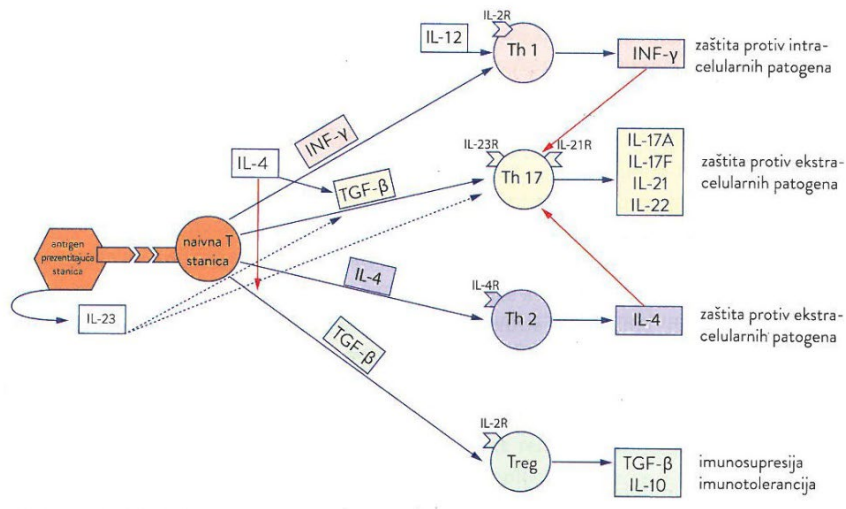 IL-2R
IL-12
Th 1
INF-γ
zaštita protiv intra-
celularnih patogena
INF-γ
IL-4
TGF-β
IL-23R
IL-21R
Th 17
IL-17A
IL-17F
IL-21
IL-22
zaštita protiv ekstra-
celularnih patogena
antigen
prezentitajuća
stanica
naivna T
stanica
IL-23
IL-4
IL-4R
Th 2
IL-4
zaštita protiv ekstra-
celularnih patogena
TGF-β
IL-2R
Treg
TGF-β
IL-10
imunosupresija
imunotolerancija